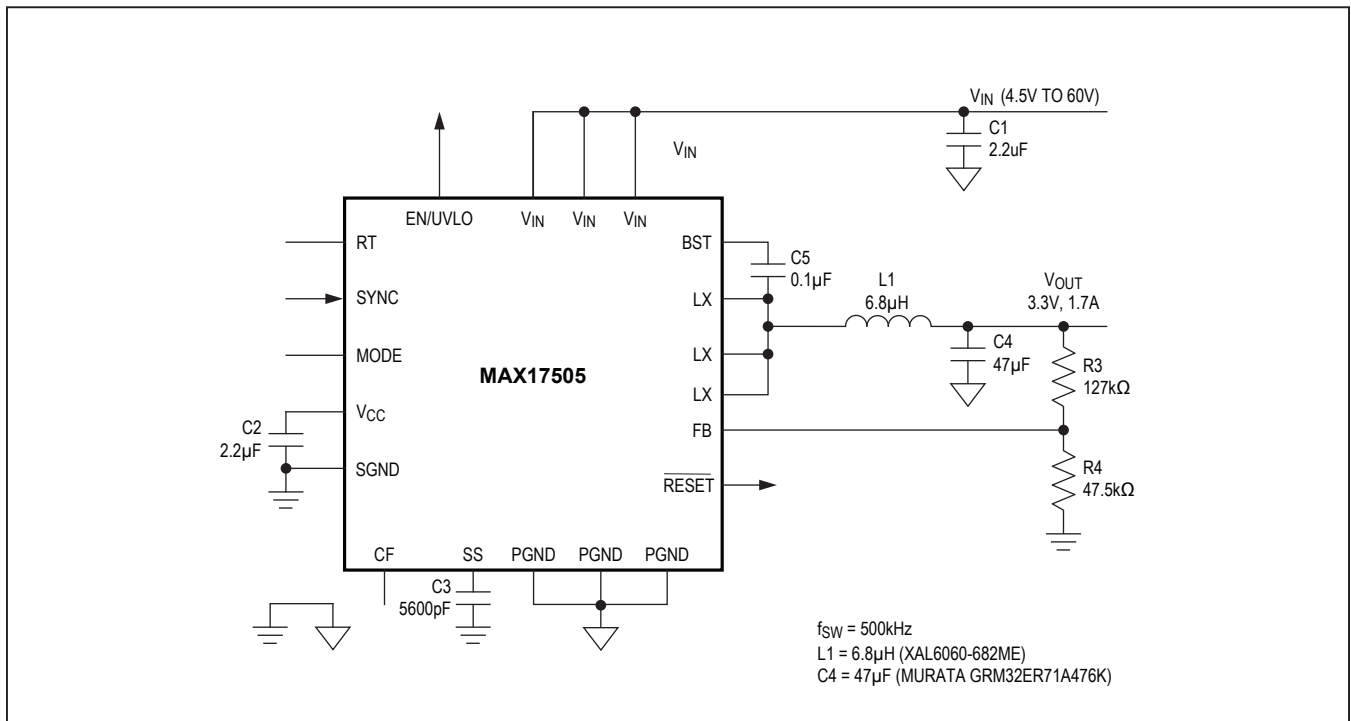 VIN (4.5V TO 60V)
C1
2.2uF
VIN
EN/UVLO
VIN
VIN
VIN
RT
BST
C5
0.1µF
SYNC
LX
L1
6.8µH
VOUT
3.3V, 1.7A
MODE
LX
C4
47µF
R3
127kΩ
MAX17505
LX
VCC
C2
2.2µF
FB
SGND
RESET
R4
47.5kΩ
CF
SS
PGND
PGND
PGND
C3
5600pF
fSW = 500kHz
L1 = 6.8µH (XAL6060-682ME)
C4 = 47µF (MURATA GRM32ER71A476K)